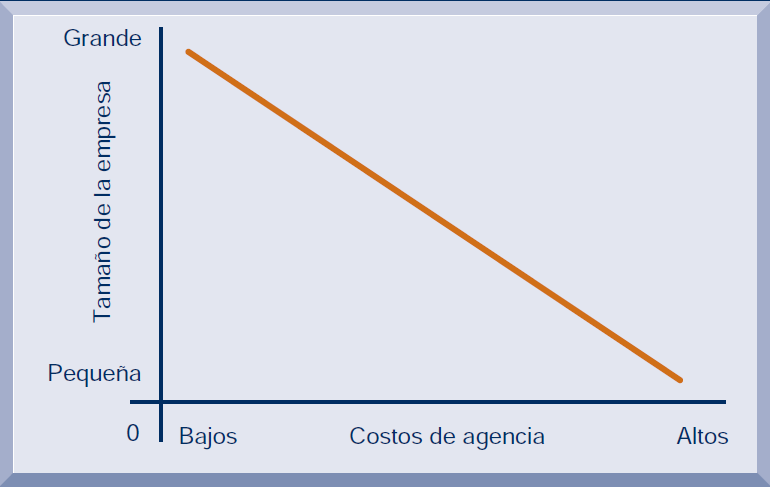 Grande
Tamaño de la empresa
Pequeña
0
Bajos
Costos de agencia
Altos